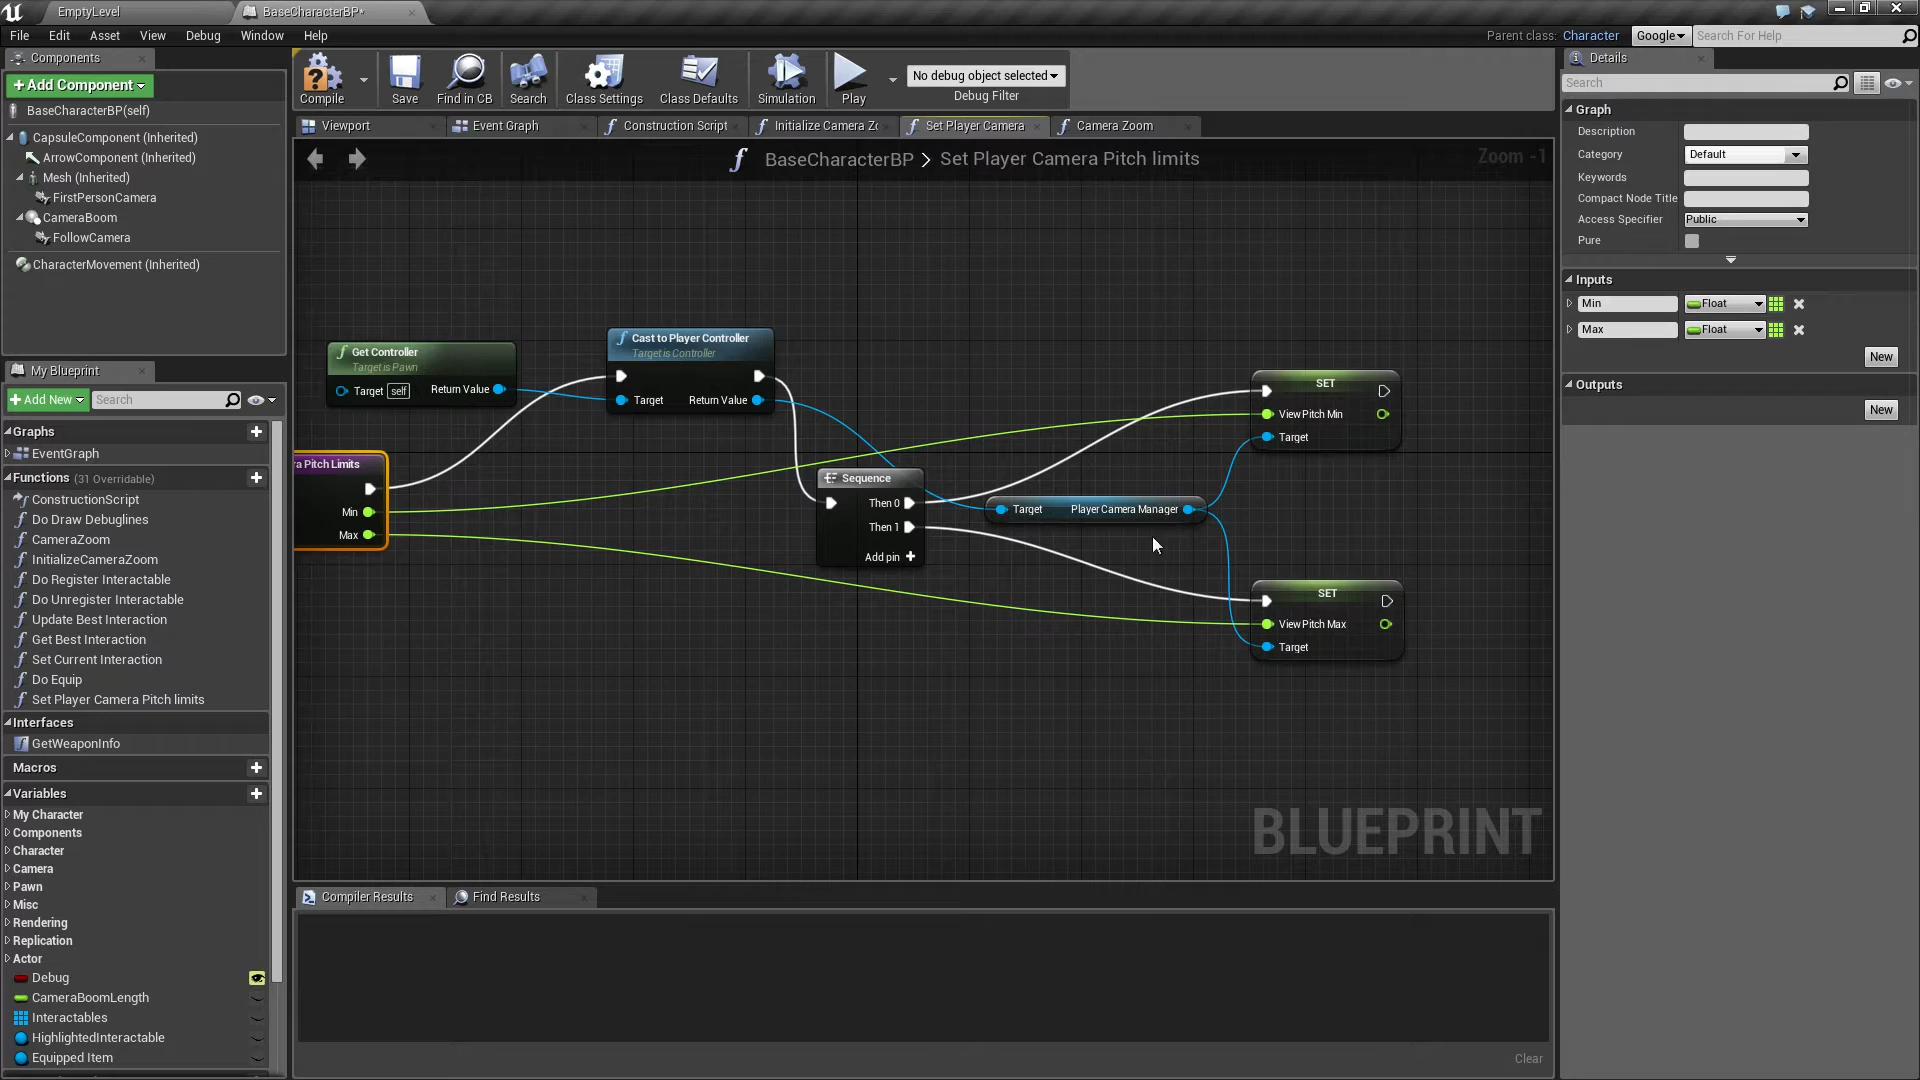 EmptyLevel
BaseCharacterBP*
File Edit Asset View Debug Window Help
Parent class: Character Google Search For Help
Components
Add Component
BaseCharacterBP(self)
CapsuleComponent (Inherited)
ArrowComponent (Inherited)
Mesh (Inherited)
FirstPersonCamera
CameraBoom
FollowCamera
CharacterMovement (Inherited)
My Blueprint
Add New Search
Graphs
EventGraph
Functions (31 Overridable)
ConstructionScript
Do Draw Debuglines
CameraZoom
InitializeCameraZoom
Do Register Interactable
Do Unregister Interactable
Update Best Interaction
Get Best Interaction
Set Current Interaction
Do Equip
Set Player Camera Pitch limits
Interfaces
GetWeaponInfo
Macros
Variables
My Character
Components
Character
Camera
Pawn
Misc
Rendering
Replication
Actor
Debug
CameraBoomLength
Interactables
HighlightedInteractable
Equipped Item
Compile Save Find in CB Search Class Settings Class Defaults Simulation Play
No debug object selected
Debug Filter
Viewport Event Graph Construction Script Initialize Camera Zo Set Player Camera Camera Zoom
BaseCharacterBP > Set Player Camera Pitch limits
Zoom -1
Get Controller
Target is Pawn
Target self Return Value
Cast to Player Controller
Target is Controller
Target Return Value
ra Pitch Limits
Min
Max
Sequence
Then 0
Then 1
Add pin
Target Player Camera Manager
SET
View Pitch Min
Target
SET
View Pitch Max
Target
BLUEPRINT
Compiler Results Find Results
Clear
Details
Search
Graph
Description
Category Default
Keywords
Compact Node Title
Access Specifier Public
Pure
Inputs
Min Float
Max Float
New
Outputs
New